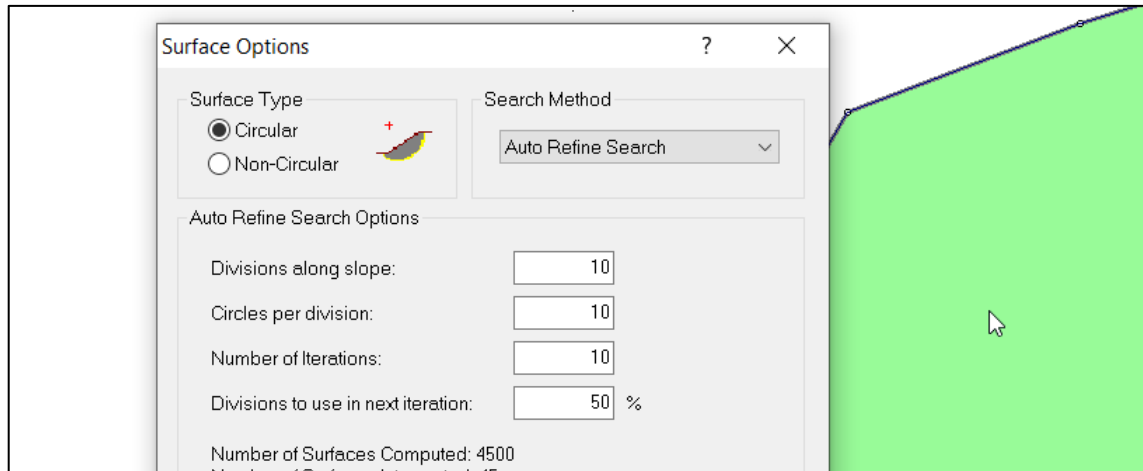 Surface Options
?
Surface Type
Circular
Non-Circular
Search Method
Auto Refine Search
Auto Refine Search Options
Divisions along slope: 10
Circles per division: 10
Number of Iterations: 10
Divisions to use in next iteration: 50 %
Number of Surfaces Computed: 4500